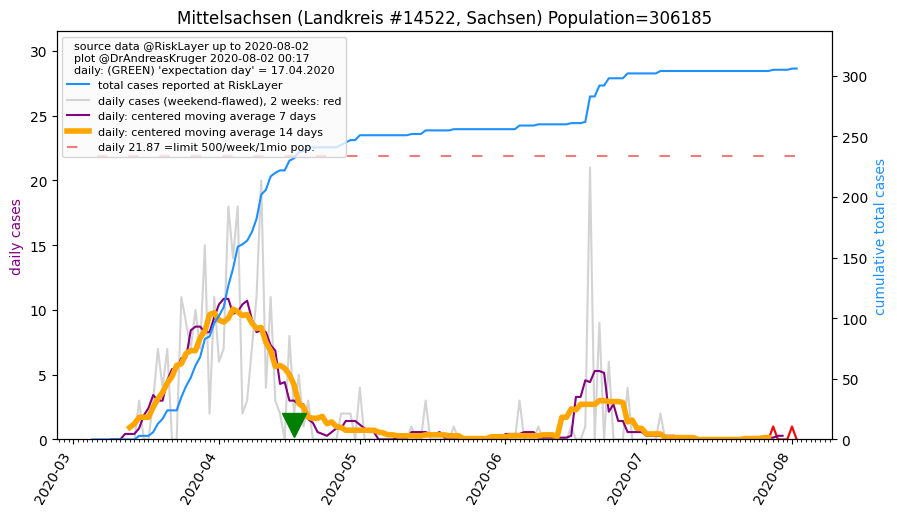 Mittelsachsen (Landkreis #14522, Sachsen) Population=306185
source data @RiskLayer up to 2020-08-02
plot @DrAndreasKruger 2020-08-02 00:17
daily: (GREEN) 'expectation day' = 17.04.2020
total cases reported at RiskLayer
daily cases (weekend-flawed), 2 weeks: red
daily: centered moving average 7 days
daily: centered moving average 14 days
daily 21.87 =limit 500/week/1mio pop.
daily cases
30
25
20
15
10
5
0
cumulative total cases
300
250
200
150
100
50
0
2020-03
2020-04
2020-05
2020-06
2020-07
2020-08